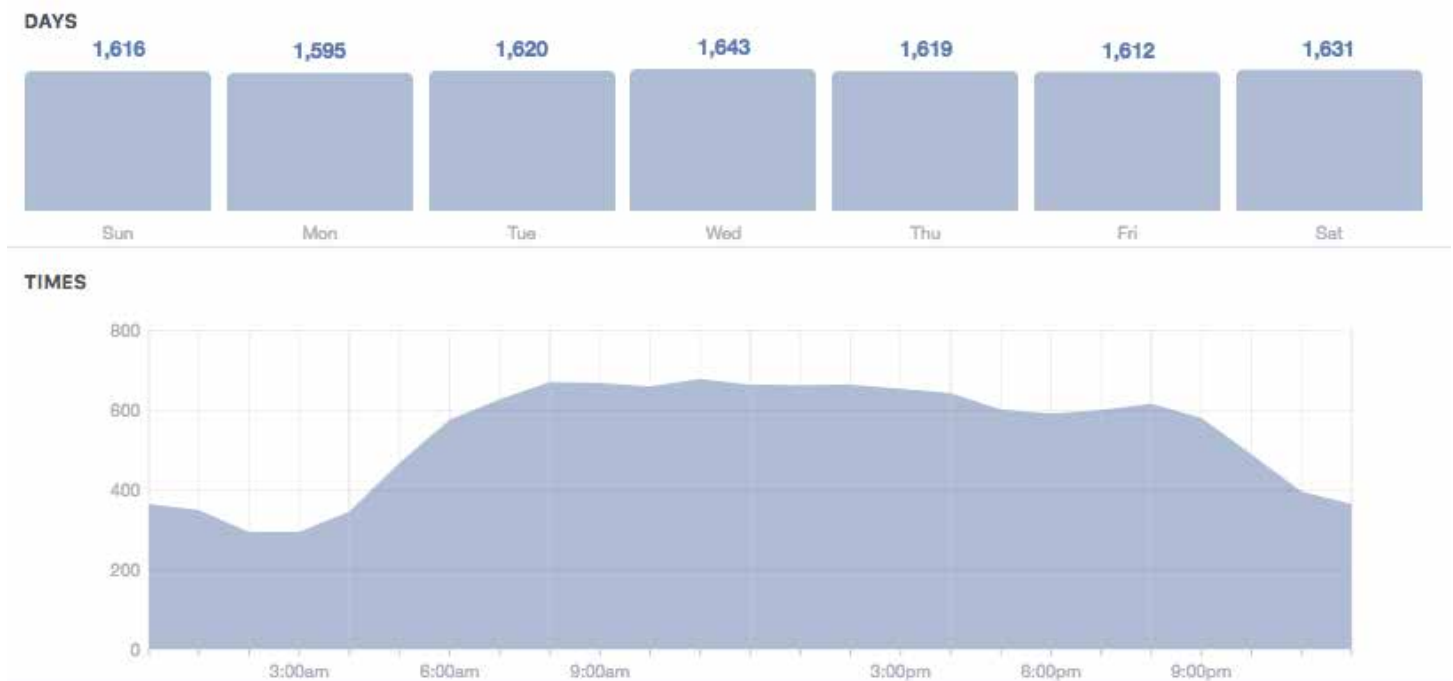 DAYS
1,616 1,595 1,620 1,643 1,619 1,612 1,631
Sun Mon Tue Wed Thu Fri Sat
TIMES
800
600
400
200
0
3:00am 6:00am 9:00am 3:00pm 6:00pm 9:00pm